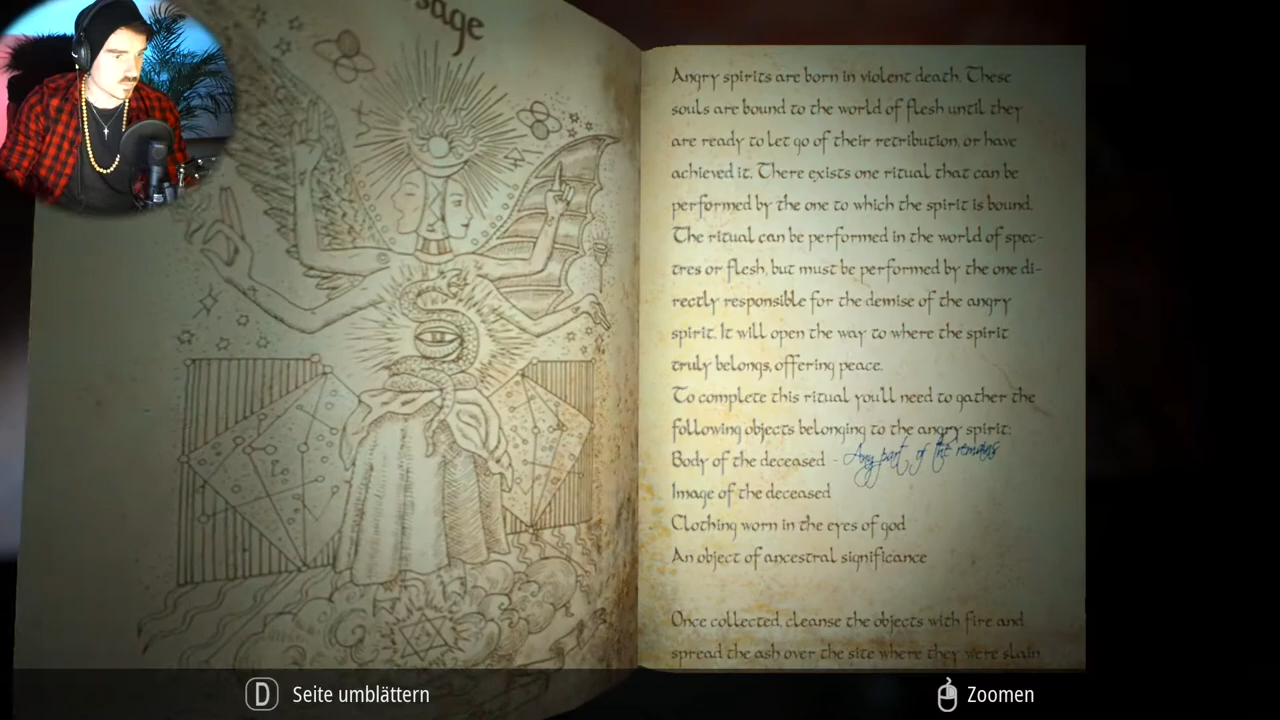 sage
Angry spirits are born in violent death. These
souls are bound to the world of flesh until they
are ready to let go of their retribution, or have
achieved it. There exists one ritual that can be
performed by the one to which the spirit is bound.
The ritual can be performed in the world of spec-
tres or flesh, but must be performed by the one di-
rectly responsible for the demise of the angry
spirit. It will open the way to where the spirit
truly belongs, offering peace.
To complete this ritual you'll need to gather the
following objects belonging to the angry spirit:
Body of the deceased - Any part of the remains
Image of the deceased
Clothing worn in the eyes of god
An object of ancestral significance
Once collected, cleanse the objects with fire and
spread the ash over the site where they were slain
D Seite umblättern
Zoomen